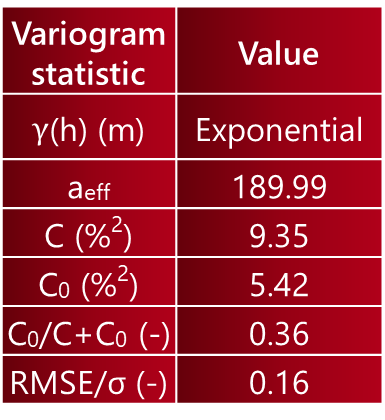 Variogram statistic Value
γ(h) (m) Exponential
aeff 189.99
C (%²) 9.35
C₀ (%²) 5.42
C₀/C+C₀ (-) 0.36
RMSE/σ (-) 0.16